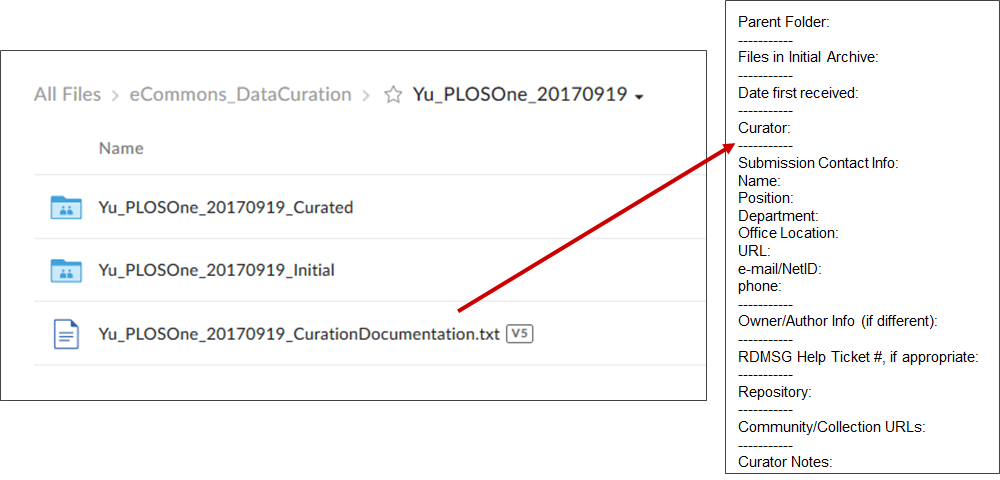 All Files > eCommons_DataCuration > Yu_PLOSOne_20170919
Name
Yu_PLOSOne_20170919_Curated
Yu_PLOSOne_20170919_Initial
Yu_PLOSOne_20170919_CurationDocumentation.txt V5
Parent Folder:
-----------
Files in Initial Archive:
-----------
Date first received:
-----------
Curator:
-----------
Submission Contact Info:
Name:
Position:
Department:
Office Location:
URL:
e-mail/NetID:
phone:
-----------
Owner/Author Info (if different):
-----------
RDMSG Help Ticket #, if appropriate:
-----------
Repository:
-----------
Community/Collection URLs:
-----------
Curator Notes: